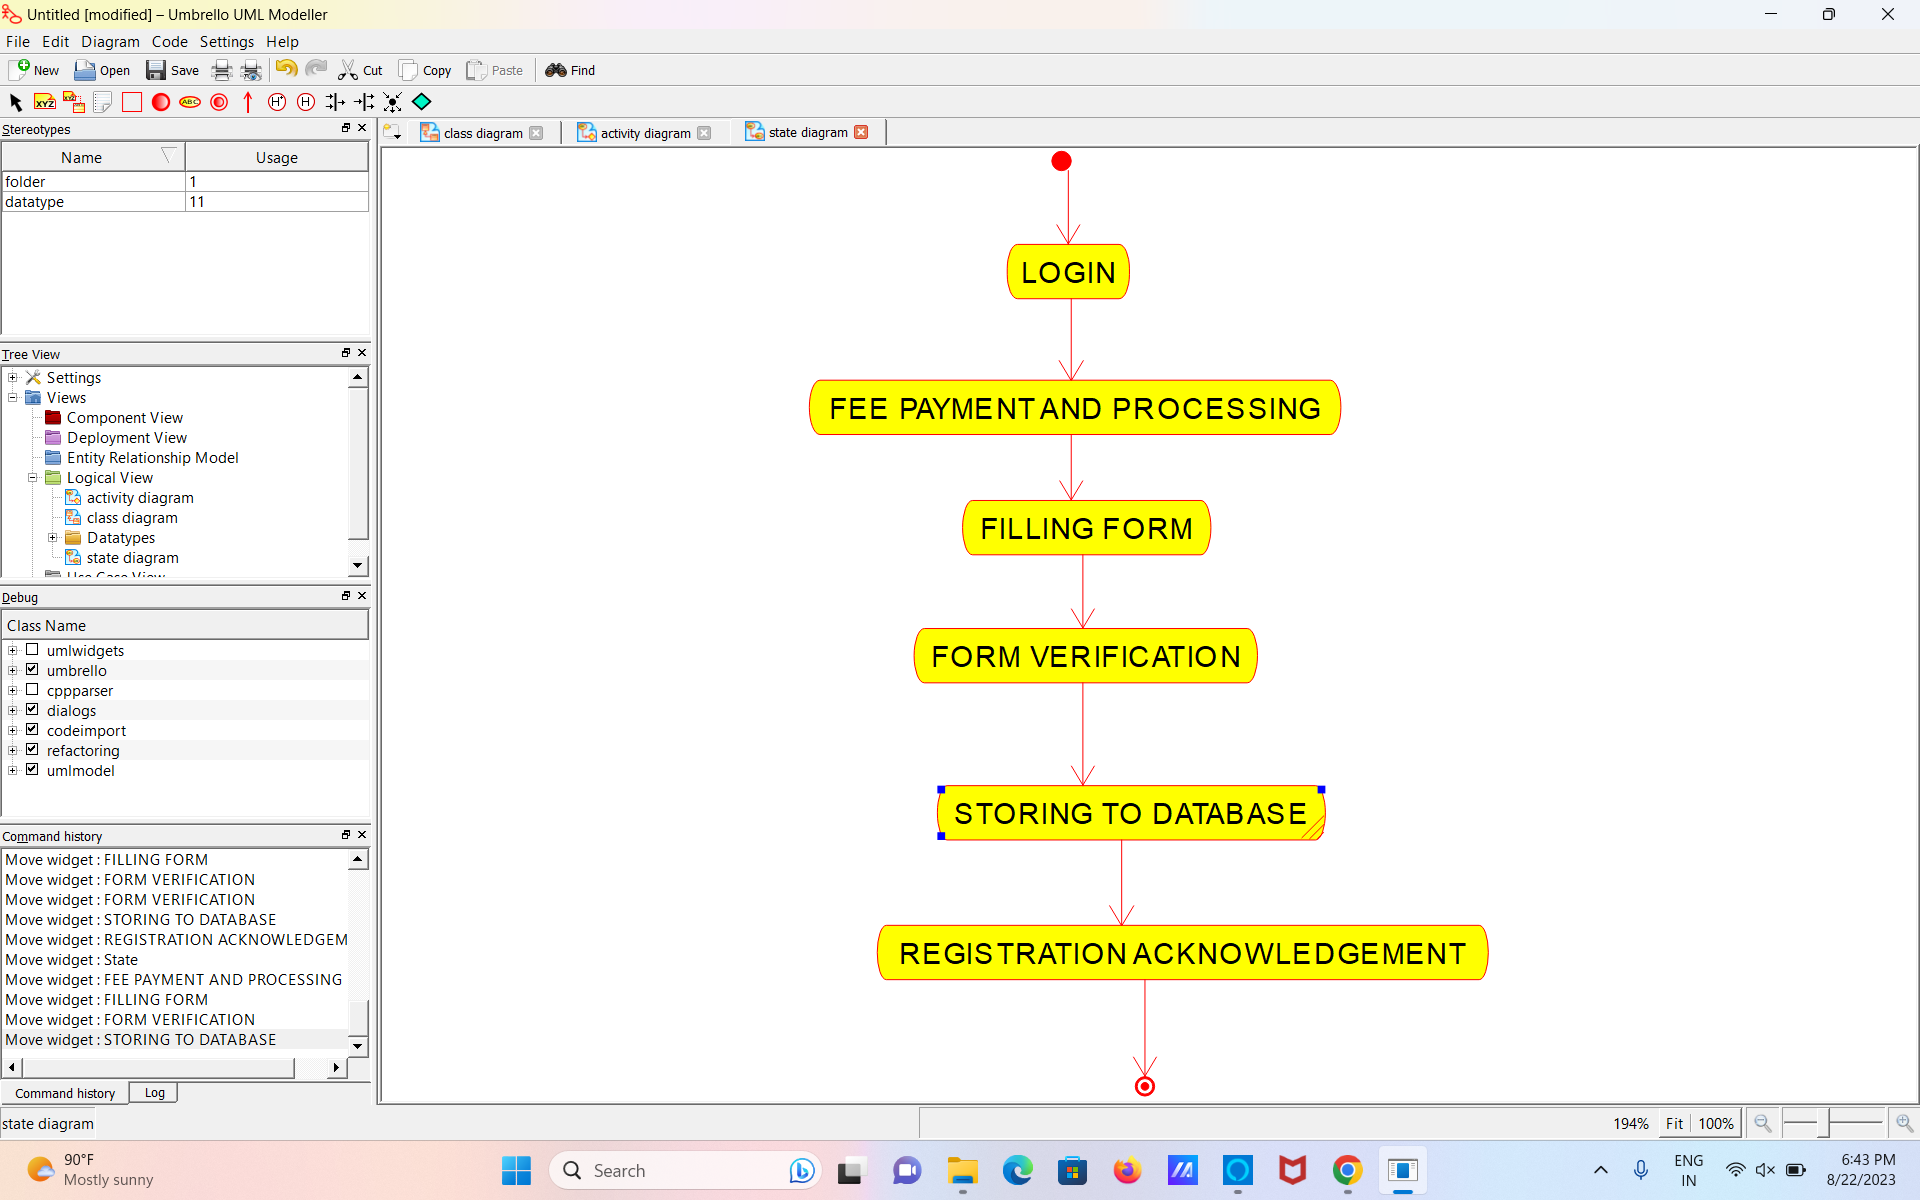 Untitled [modified] – Umbrello UML Modeller
File Edit Diagram Code Settings Help
New Open Save Cut Copy Paste Find
XYZ XYZ ABC H* H
Stereotypes
Name Usage
folder 1
datatype 11
Tree View
Settings
Views
Component View
Deployment View
Entity Relationship Model
Logical View
activity diagram
class diagram
Datatypes
state diagram
Use Case View
Debug
Class Name
umlwidgets
umbrello
cppparser
dialogs
codeimport
refactoring
umlmodel
Command history
Move widget : FILLING FORM
Move widget : FORM VERIFICATION
Move widget : FORM VERIFICATION
Move widget : STORING TO DATABASE
Move widget : REGISTRATION ACKNOWLEDGEM
Move widget : State
Move widget : FEE PAYMENT AND PROCESSING
Move widget : FILLING FORM
Move widget : FORM VERIFICATION
Move widget : STORING TO DATABASE
Command history Log
class diagram activity diagram state diagram
LOGIN
FEE PAYMENT AND PROCESSING
FILLING FORM
FORM VERIFICATION
STORING TO DATABASE
REGISTRATION ACKNOWLEDGEMENT
state diagram
194% Fit 100%
90°F
Mostly sunny
Search
ENG
IN
6:43 PM
8/22/2023